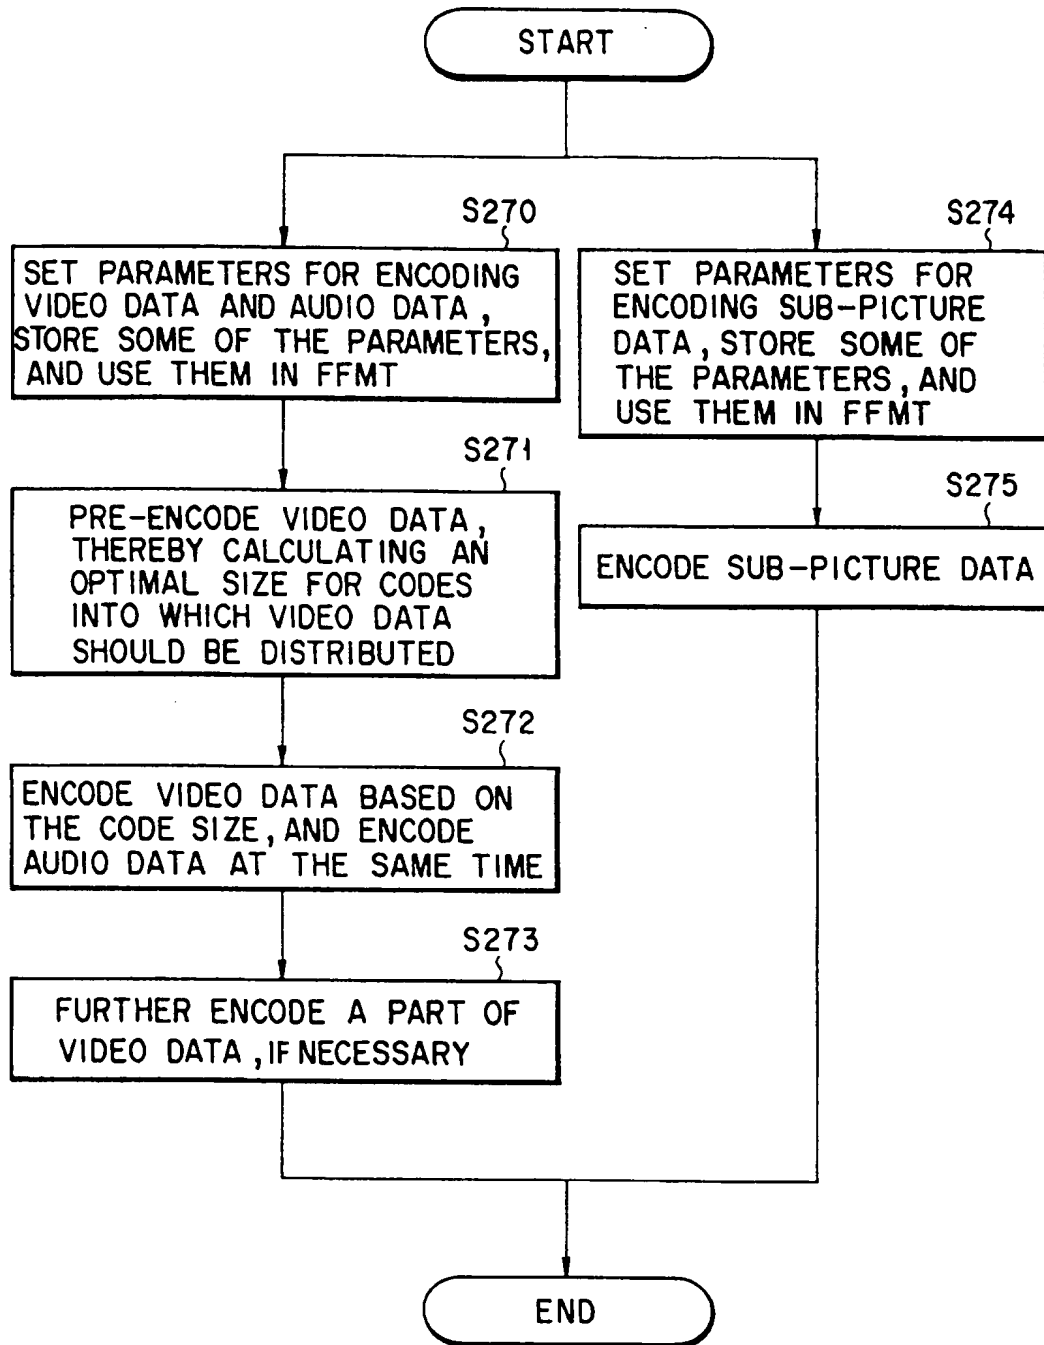 START
S270
SET PARAMETERS FOR ENCODING
VIDEO DATA AND AUDIO DATA,
STORE SOME OF THE PARAMETERS,
AND USE THEM IN FFMT
S271
PRE-ENCODE VIDEO DATA,
THEREBY CALCULATING AN
OPTIMAL SIZE FOR CODES
INTO WHICH VIDEO DATA
SHOULD BE DISTRIBUTED
S272
ENCODE VIDEO DATA BASED ON
THE CODE SIZE, AND ENCODE
AUDIO DATA AT THE SAME TIME
S273
FURTHER ENCODE A PART OF
VIDEO DATA, IF NECESSARY
S274
SET PARAMETERS FOR
ENCODING SUB-PICTURE
DATA, STORE SOME OF
THE PARAMETERS, AND
USE THEM IN FFMT
S275
ENCODE SUB-PICTURE DATA
END